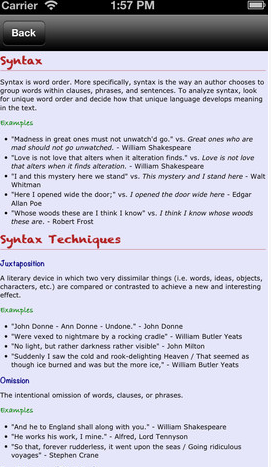 Carrier 1:57 PM
Back
Syntax
Syntax is word order. More specifically, syntax is the way an author chooses to
group words within clauses, phrases, and sentences. To analyze syntax, look
for unique word order and decide how that unique language develops meaning
in the text.
Examples
• "Madness in great ones must not unwatch'd go." vs. Great ones who are
mad should not go unwatched. - William Shakespeare
• "Love is not love that alters when it alteration finds." vs. Love is not love
that alters when it finds alteration. - William Shakespeare
• "I and this mystery here we stand" vs. This mystery and I stand here - Walt
Whitman
• "Here I opened wide the door;" vs. I opened the door wide here - Edgar
Allan Poe
• "Whose woods these are I think I know" vs. I think I know whose woods
these are. - Robert Frost
Syntax Techniques
Juxtaposition
A literary device in which two very dissimilar things (i.e. words, ideas, objects,
characters, etc.) are compared or contrasted to achieve a new and interesting
effect.
Examples
• "John Donne - Ann Donne - Undone." - John Donne
• "Were vexed to nightmare by a rocking cradle" - William Butler Yeats
• "No light, but rather darkness rather visible" - John Milton
• "Suddenly I saw the cold and rook-delighting Heaven / That seemed as
though ice burned and was but the more ice," - William Butler Yeats
Omission
The intentional omission of words, clauses, or phrases.
Examples
• "And he to England shall along with you." - William Shakespeare
• "He works his work, I mine." - Alfred, Lord Tennyson
• "So that, forever rudderless, it went upon the seas / Going ridiculous
voyages" - Stephen Crane